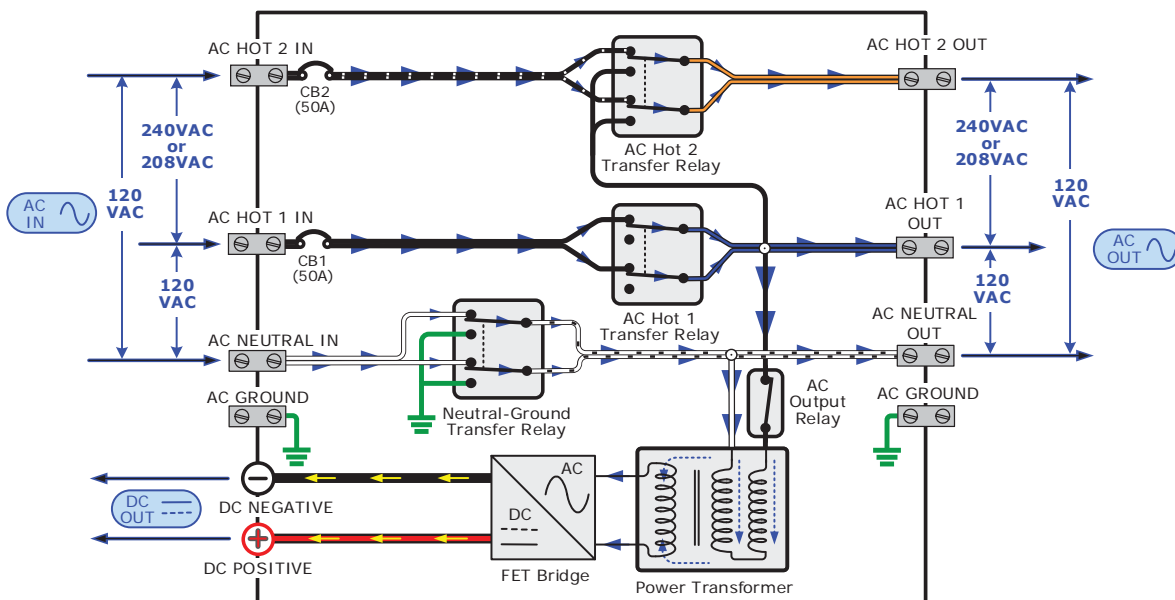 AC HOT 2 IN
CB2
(50A)
AC Hot 2
Transfer Relay
AC HOT 2 OUT
240VAC
or
208VAC
120
VAC
AC
IN
AC HOT 1 IN
CB1
(50A)
120
VAC
AC Hot 1
Transfer Relay
240VAC
or
208VAC
120
VAC
AC HOT 1
OUT
AC
OUT
120
VAC
AC NEUTRAL IN
AC NEUTRAL
OUT
AC GROUND
Neutral-Ground
Transfer Relay
AC
Output
Relay
AC GROUND
DC
OUT
DC NEGATIVE
DC POSITIVE
AC
DC
FET Bridge
Power Transformer